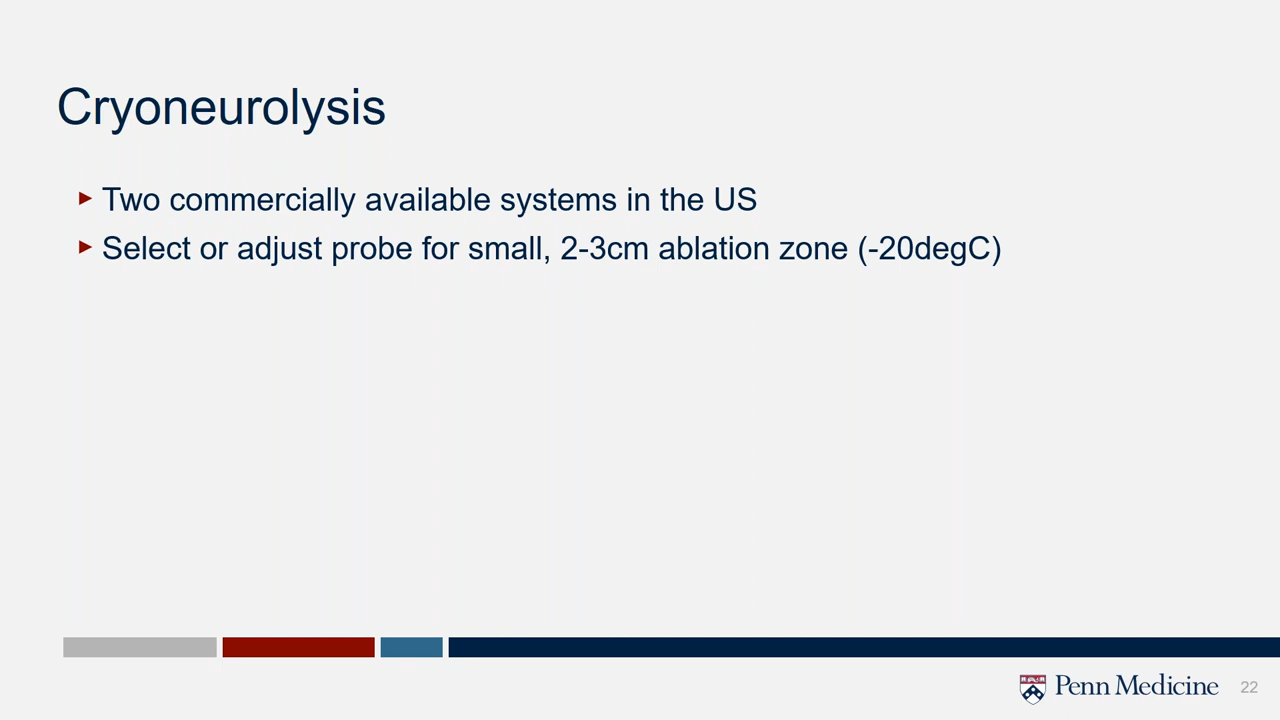 Cryoneurolysis
Two commercially available systems in the US
Select or adjust probe for small, 2-3cm ablation zone (-20degC)
Penn Medicine
22